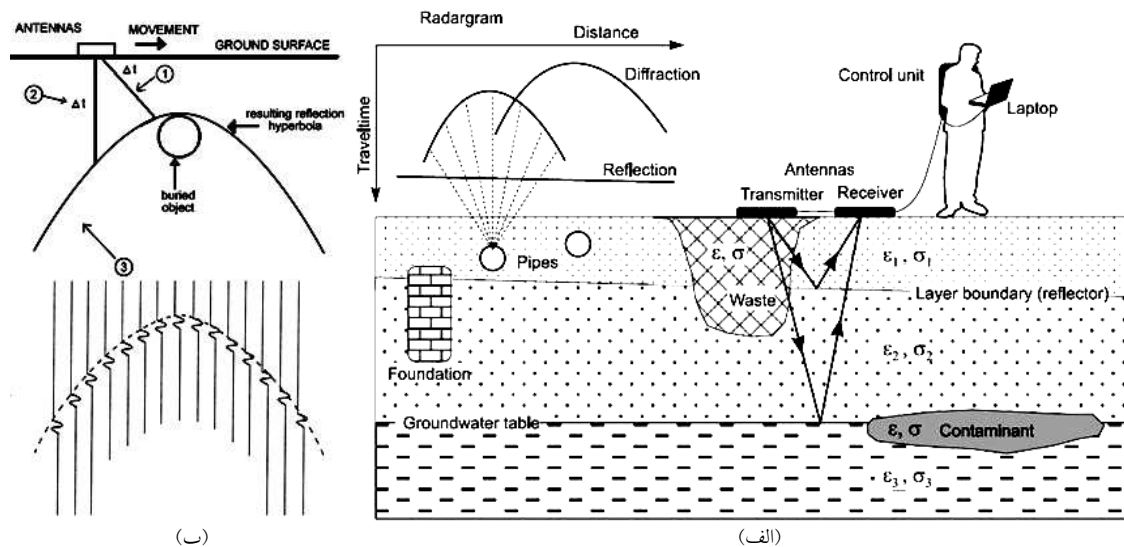 ANTENNAS
MOVEMENT
GROUND SURFACE
Δt
①
②
Δt
resulting reflection
hyperbola
buried
object
③
(ب)
Radargram
Distance
Traveltime
Diffraction
Reflection
Control unit
Laptop
Antennas
Transmitter
Receiver
Pipes
ε, σ
Waste
ε₁ , σ₁
Layer boundary (reflector)
Foundation
ε₂ , σ₂
Groundwater table
ε, σ Contaminant
ε₃ , σ₃
(الف)